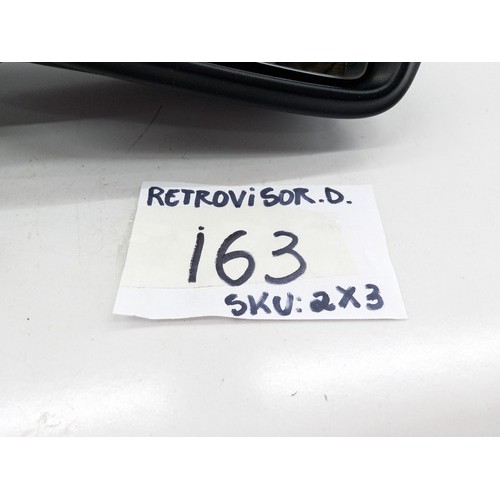 RETROViSOR.D.
i63
SKU: 2X3